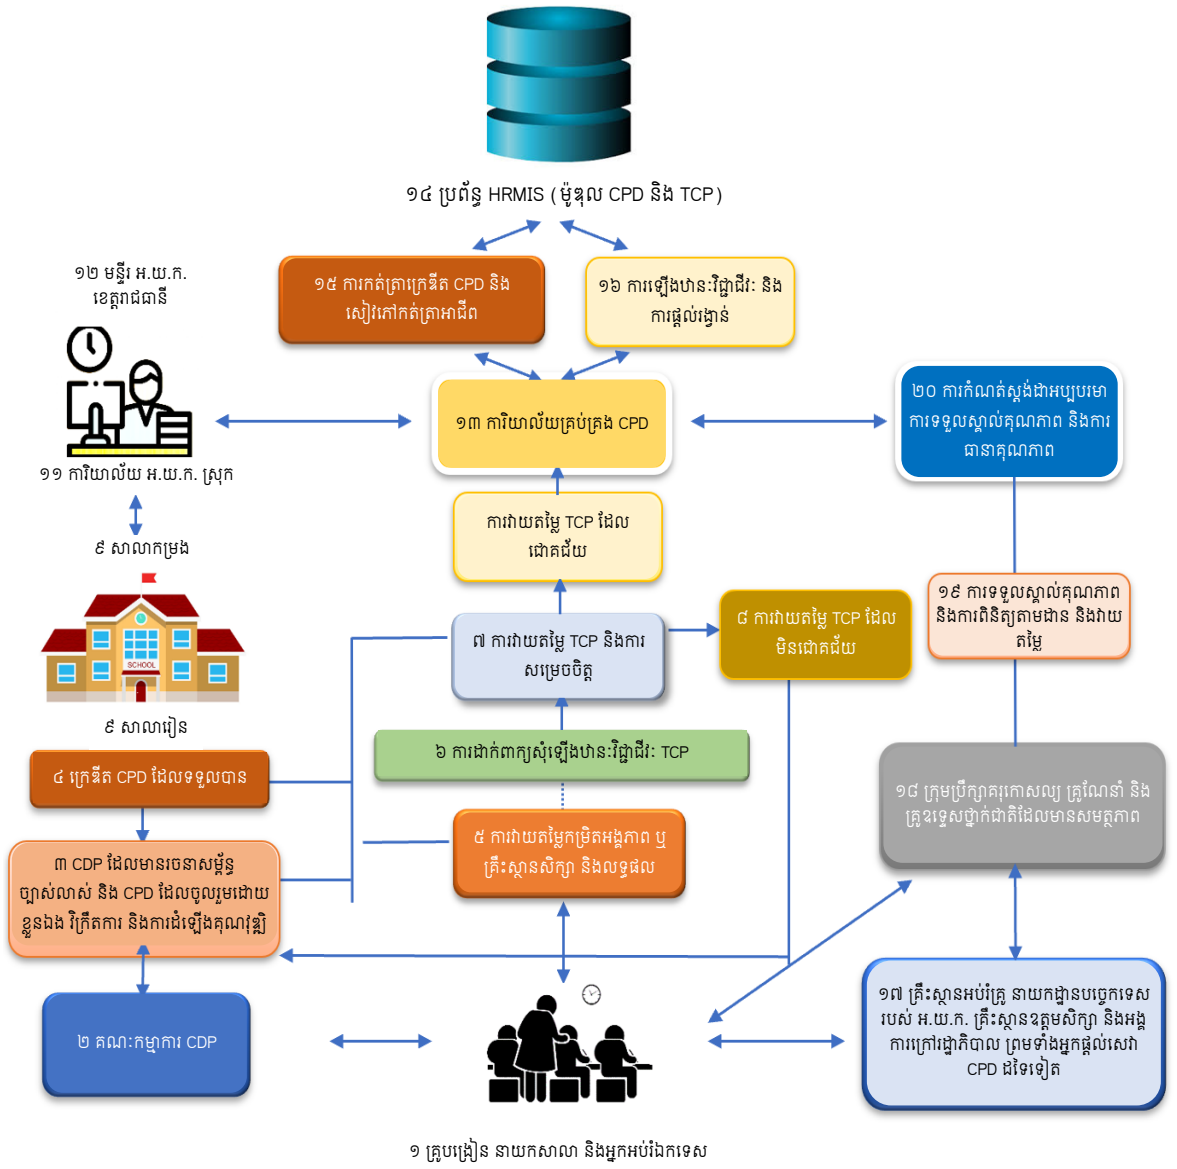 ១៤ ប្រព័ន្ធ HRMIS (ម៉ូឌុល CPD និង TCP)
១៥ ការកត់ត្រាក្រេឌីត CPD និង
សៀវភៅកត់ត្រាអាជីព
១៦ ការឡើងឋានៈវិជ្ជាជីវៈ និង
ការផ្តល់រង្វាន់
១២ មន្ទីរ អ.យ.ក.
ខេត្តរាជធានី
១៣ ការិយាល័យគ្រប់គ្រង CPD
២០ ការកំណត់ស្តង់ដាអប្បបរមា
ការទទួលស្គាល់គុណភាព និងការ
ធានាគុណភាព
១១ ការិយាល័យ អ.យ.ក. ស្រុក
ការវាយតម្លៃ TCP ដែល
ជោគជ័យ
៩ សាលាកម្រង
SCHOOL
៩ សាលារៀន
៧ ការវាយតម្លៃ TCP និងការ
សម្រេចចិត្ត
៨ ការវាយតម្លៃ TCP ដែល
មិនជោគជ័យ
១៩ ការទទួលស្គាល់គុណភាព
និងការពិនិត្យតាមដាន និងវាយ
តម្លៃ
៦ ការដាក់ពាក្យសុំឡើងឋានៈវិជ្ជាជីវៈ TCP
៤ ក្រេឌីត CPD ដែលទទួលបាន
១៨ ក្រុមប្រឹក្សាគរុកោសល្យ គ្រូណែនាំ និង
គ្រូឧទ្ទេសថ្នាក់ជាតិដែលមានសមត្ថភាព
៥ ការវាយតម្លៃកម្រិតអង្គភាព ឬ
គ្រឹះស្ថានសិក្សា និងលទ្ធផល
៣ CDP ដែលមានរចនាសម្ព័ន្ធ
ច្បាស់លាស់ និង CPD ដែលចូលរួមដោយ
ខ្លួនឯង វិក្រឹតការ និងការដំឡើងគុណវុឌ្ឍិ
២ គណៈកម្មាការ CDP
១៧ គ្រឹះស្ថានអប់រំគ្រូ នាយកដ្ឋានបច្ចេកទេស
របស់ អ.យ.ក. គ្រឹះស្ថានឧត្តមសិក្សា និងអង្គ
ការក្រៅរដ្ឋាភិបាល ព្រមទាំងអ្នកផ្តល់សេវា
CPD ដទៃទៀត
១ គ្រូបង្រៀន នាយកសាលា និងអ្នកអប់រំឯកទេស